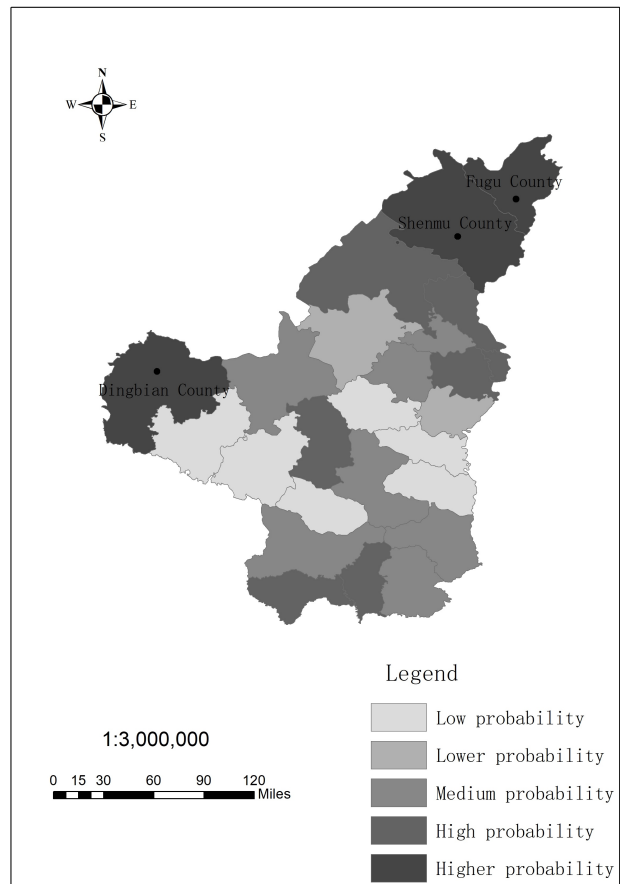 N
W E
S
Fugu County
Shenmu County
Dingbian County
Legend
Low probability
Lower probability
Medium probability
High probability
Higher probability
1:3,000,000
0 15 30 60 90 120
Miles